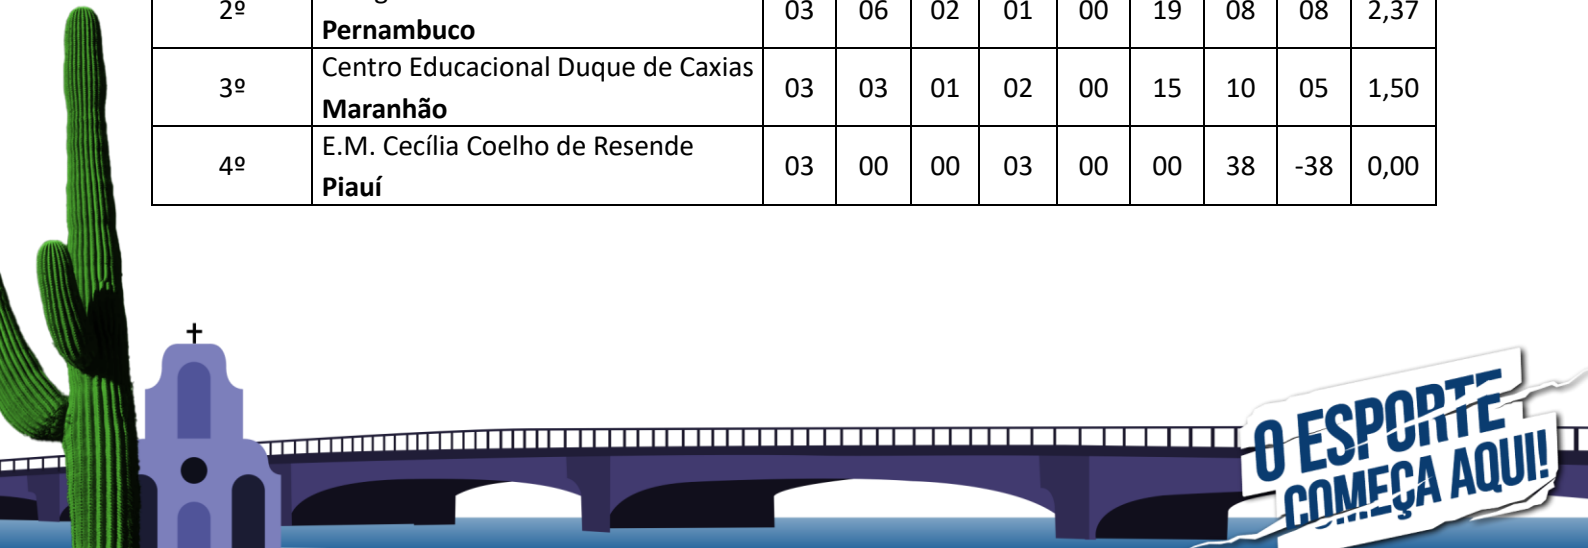 2º 03 06 02 01 00 19 08 08 2,37
Pernambuco
Centro Educacional Duque de Caxias
3º 03 03 01 02 00 15 10 05 1,50
Maranhão
E.M. Cecília Coelho de Resende
4º 03 00 00 03 00 00 38 -38 0,00
Piauí
O ESPORTE
COMEÇA AQUI!